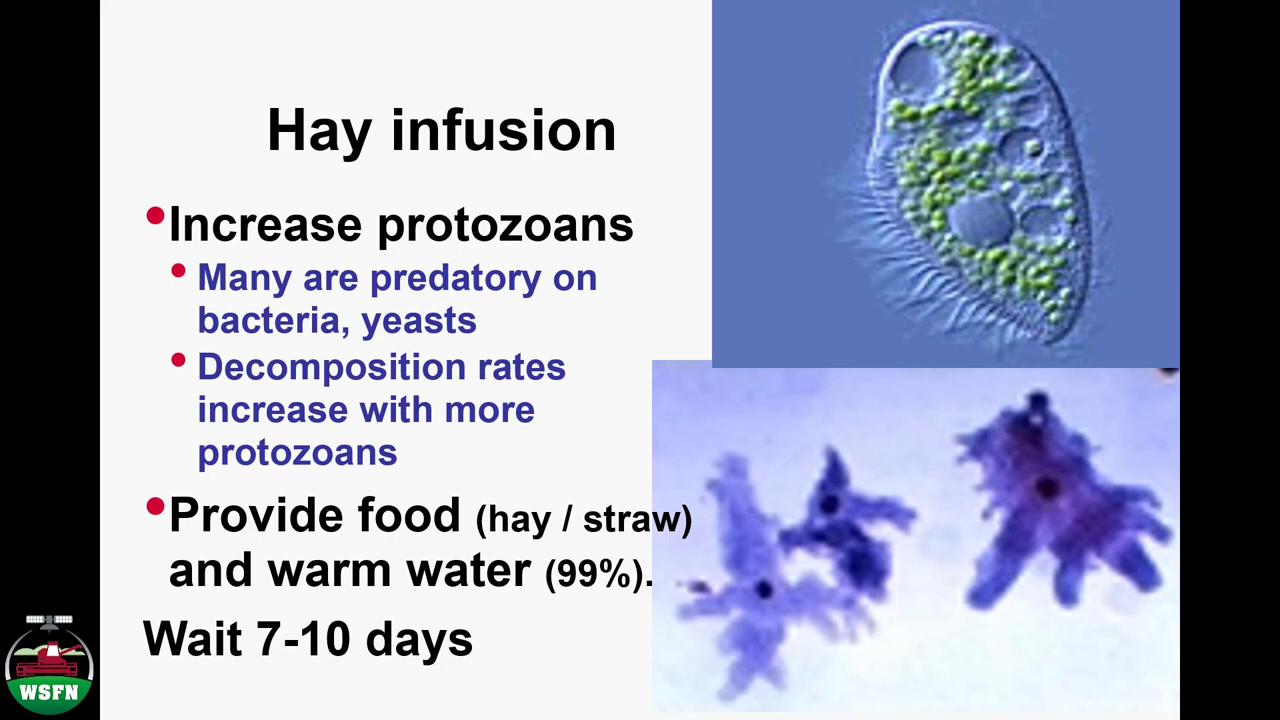 Hay infusion
•Increase protozoans
• Many are predatory on
bacteria, yeasts
• Decomposition rates
increase with more
protozoans
•Provide food (hay / straw)
and warm water (99%).
Wait 7-10 days
WSFN